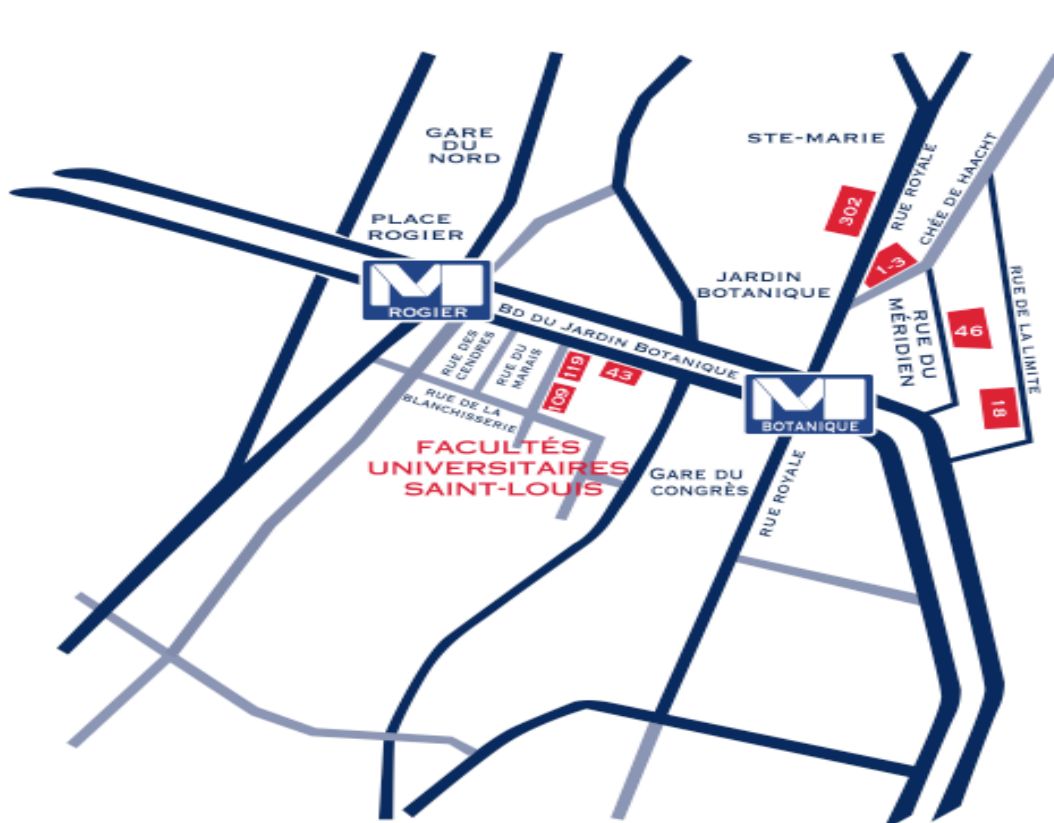 GARE
DU
NORD
STE-MARIE
RUE ROYALE
CHÉE DE HAACHT
302
PLACE
ROGIER
1-3
JARDIN
BOTANIQUE
M
ROGIER
BD DU JARDIN BOTANIQUE
RUE DU
MÉRIDIEN
46
RUE DE LA LIMITE
18
RUE DES
CENDRES
RUE DU
MARAIS
119
109
43
RUE DE LA
BLANCHISSERIE
M
BOTANIQUE
FACULTÉS
UNIVERSITAIRES
SAINT-LOUIS
GARE DU
CONGRÈS
RUE ROYALE